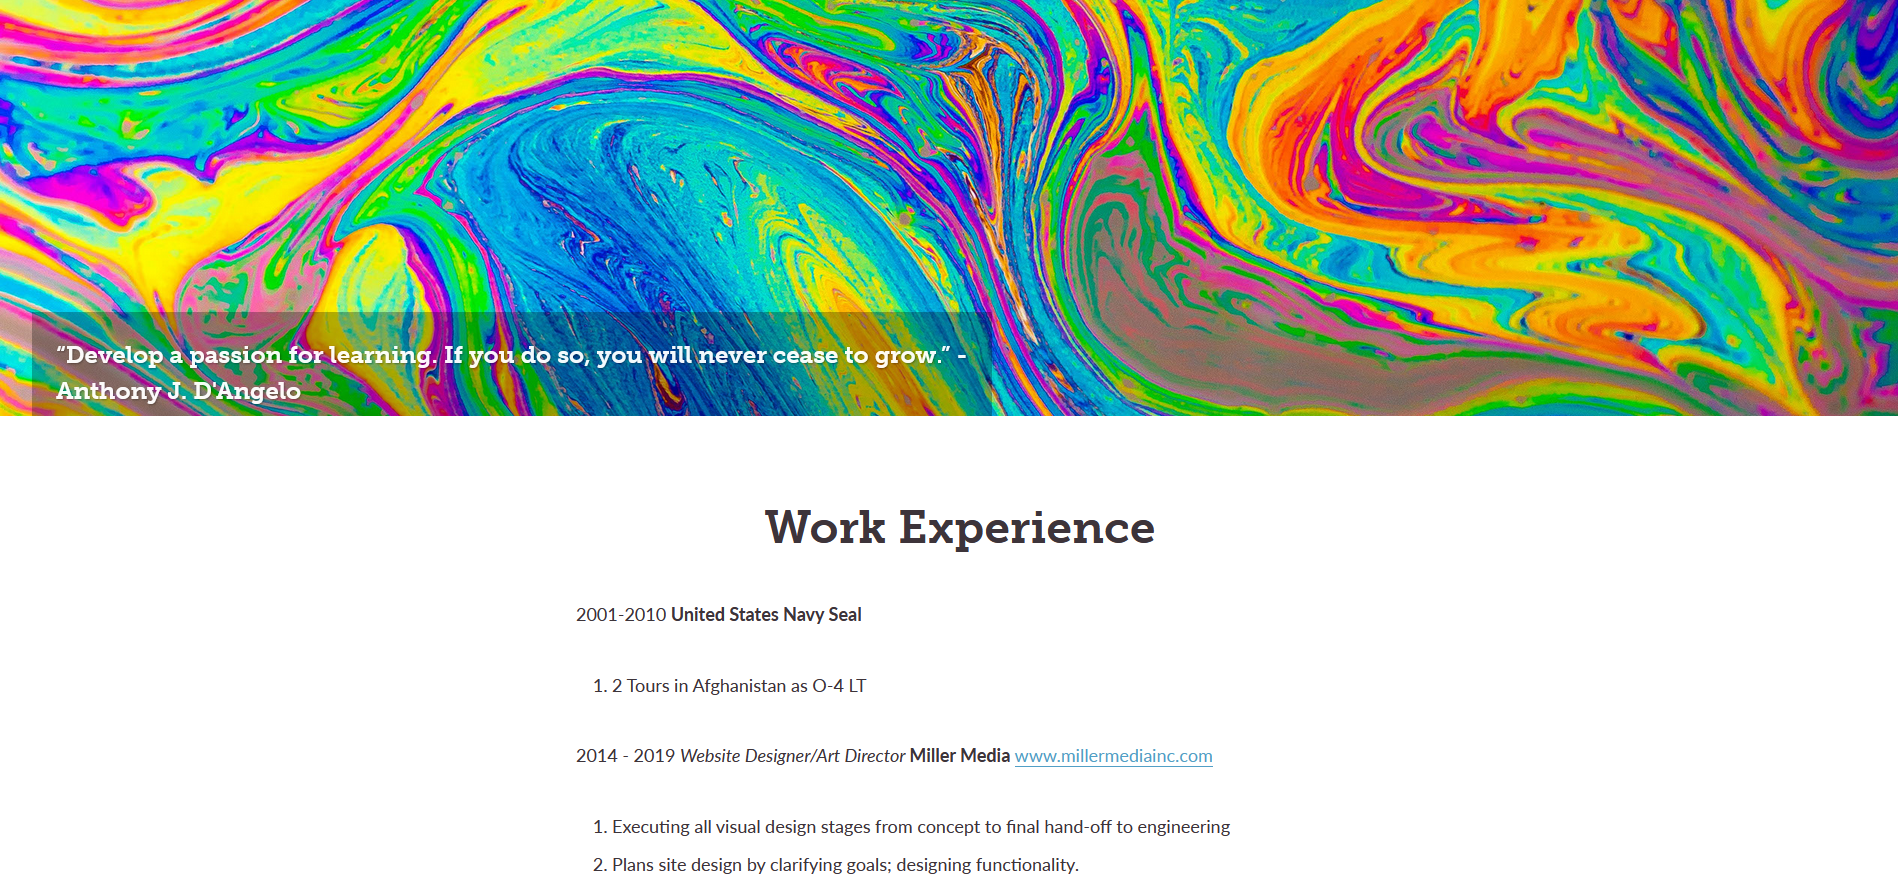 “Develop a passion for learning. If you do so, you will never cease to grow.” -
Anthony J. D'Angelo
Work Experience
2001-2010 United States Navy Seal
1. 2 Tours in Afghanistan as O-4 LT
2014 - 2019 Website Designer/Art Director Miller Media www.millermediainc.com
1. Executing all visual design stages from concept to final hand-off to engineering
2. Plans site design by clarifying goals; designing functionality.